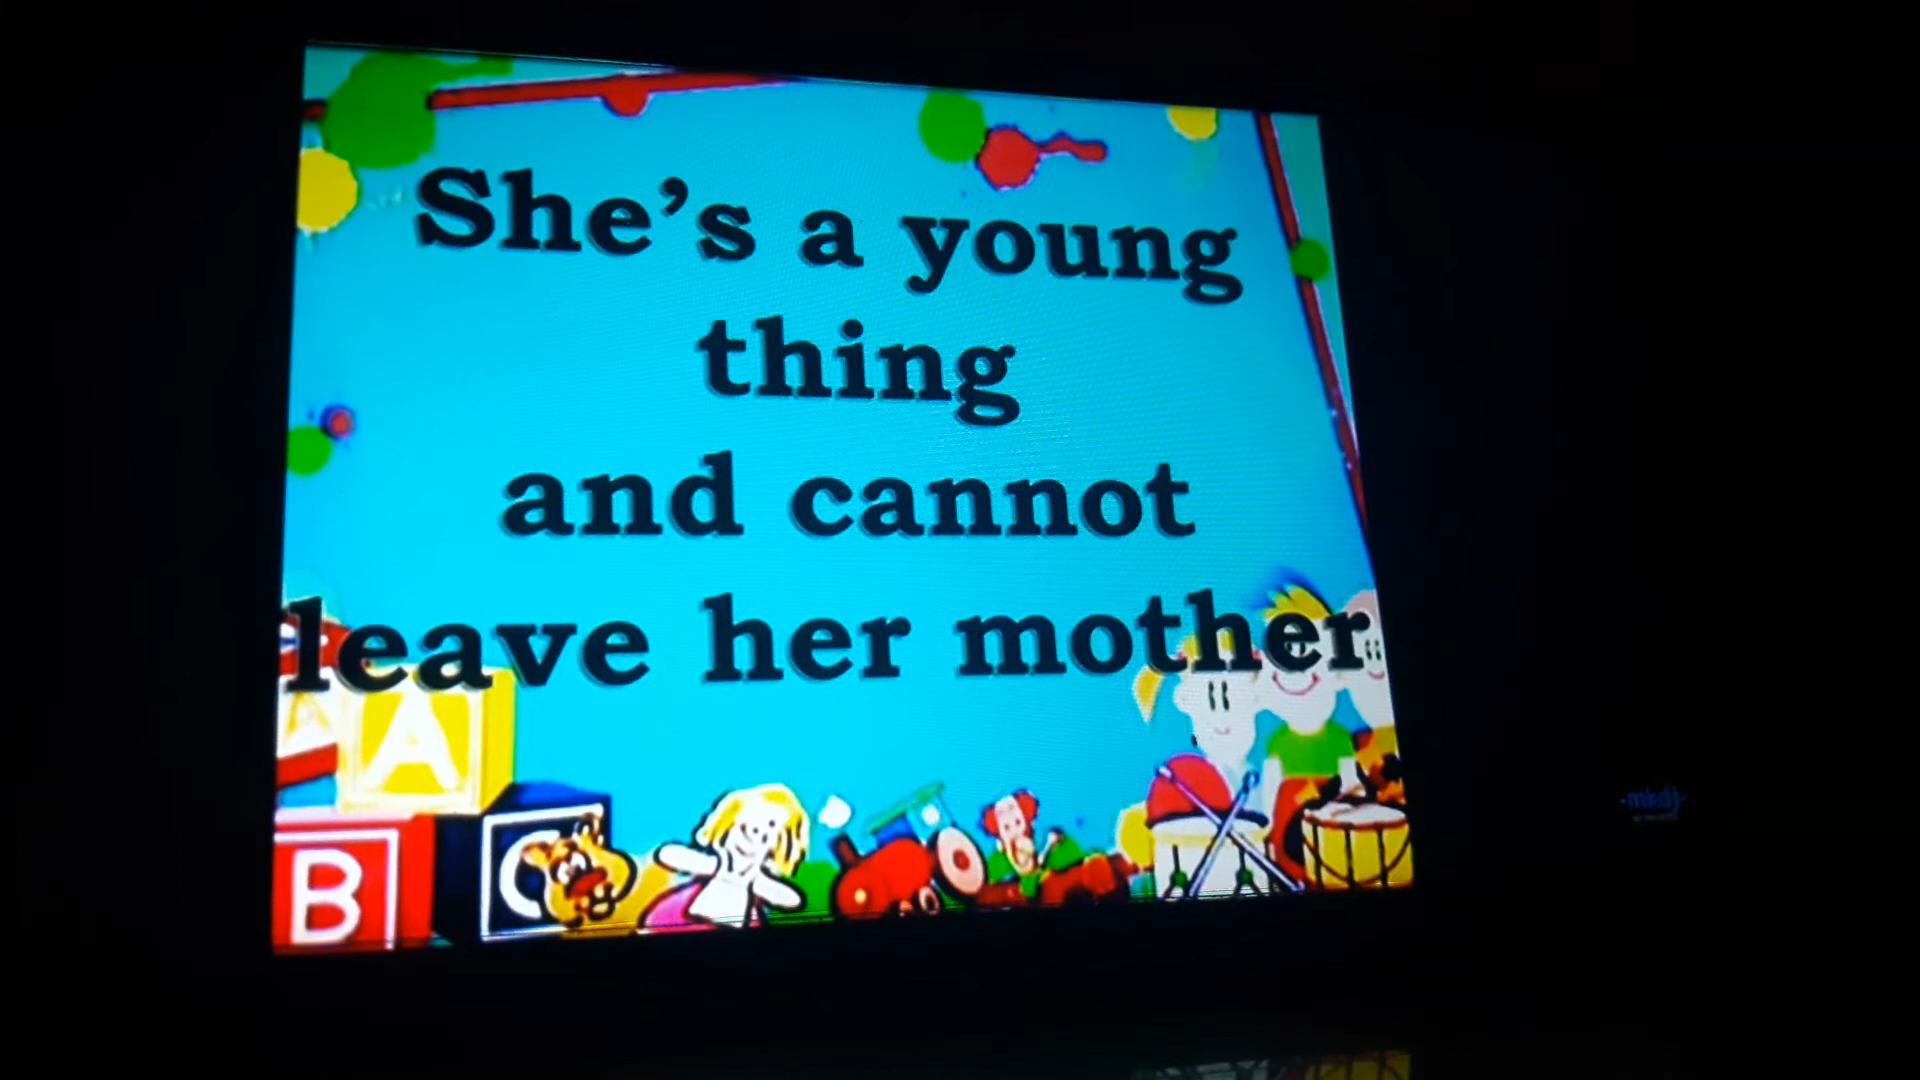 She's a young
thing
and cannot
leave her mother
A
B
C